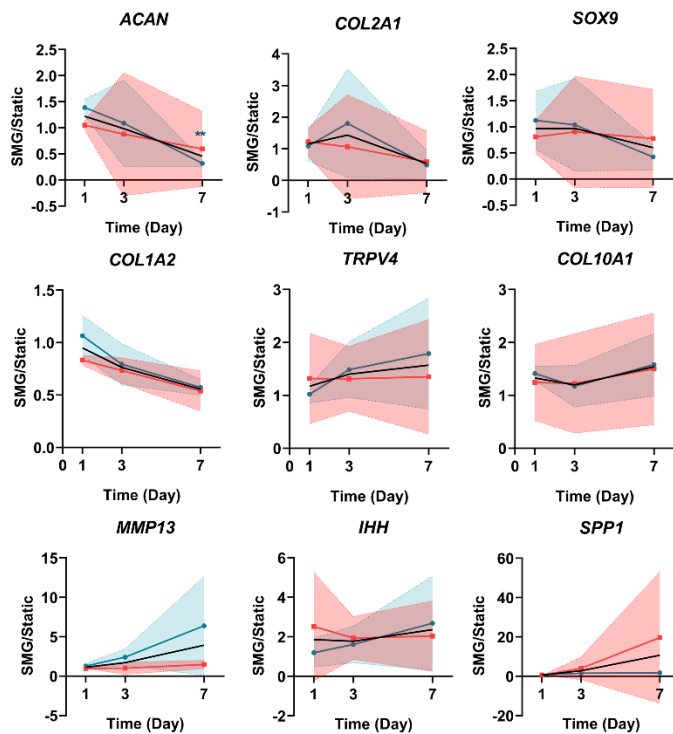 ACAN
COL2A1
SOX9
SMG/Static
2.5
2.0
1.5
1.0
0.5
0.0
-0.5
1
3
7
**
Time (Day)
SMG/Static
4
3
2
1
0
-1
1
3
7
Time (Day)
SMG/Static
2.5
2.0
1.5
1.0
0.5
0.0
-0.5
1
3
7
Time (Day)
COL1A2
TRPV4
COL10A1
SMG/Static
1.5
1.0
0.5
0.0
0
1
3
7
Time (Day)
SMG/Static
3
2
1
0
0
1
3
7
Time (Day)
SMG/Static
3
2
1
0
0
1
3
7
Time (Day)
MMP13
IHH
SPP1
SMG/Static
15
10
5
0
-5
1
3
7
Time (Day)
SMG/Static
6
4
2
0
-2
1
3
7
Time (Day)
SMG/Static
60
40
20
0
-20
1
3
7
Time (Day)